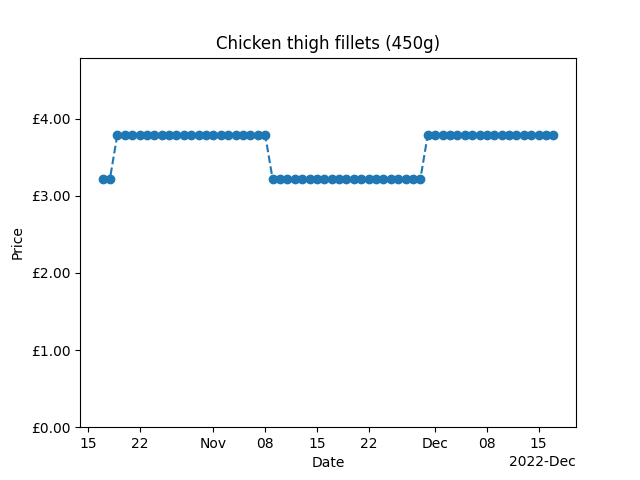 Chicken thigh fillets (450g)
£4.00
£3.00
£2.00
£1.00
£0.00
Price
15 22 Nov 08 15 22 Dec 08 15
Date
2022-Dec